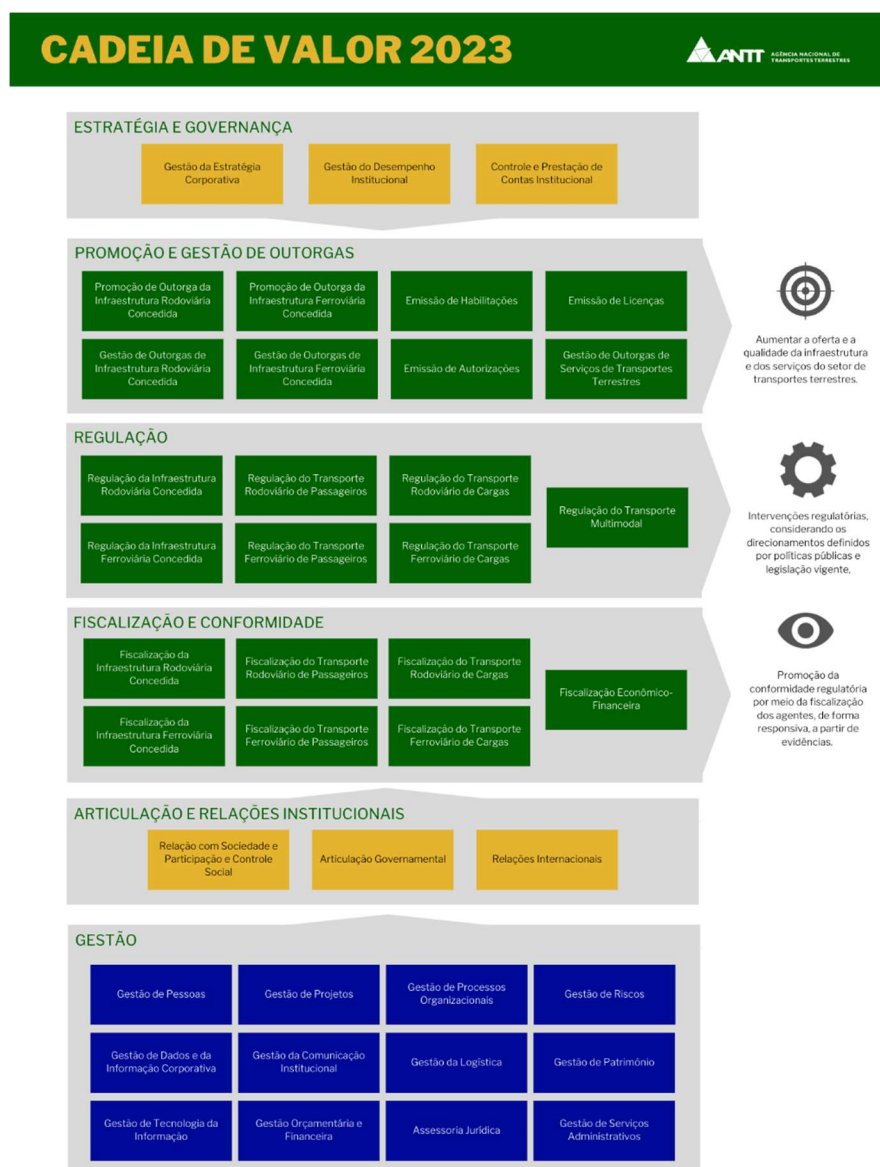 CADEIA DE VALOR 2023
ANTT
AGÊNCIA NACIONAL DE
TRANSPORTES TERRESTRES
ESTRATÉGIA E GOVERNANÇA
Gestão da Estratégia
Corporativa
Gestão do Desempenho
Institucional
Controle e Prestação de
Contas Institucional
PROMOÇÃO E GESTÃO DE OUTORGAS
Promoção de Outorga da
Infraestrutura Rodoviária
Concedida
Promoção de Outorga da
Infraestrutura Ferroviária
Concedida
Emissão de Habilitações
Emissão de Licenças
Gestão de Outorgas de
Infraestrutura Rodoviária
Concedida
Gestão de Outorgas de
Infraestrutura Ferroviária
Concedida
Emissão de Autorizações
Gestão de Outorgas de
Serviços de Transportes
Terrestres
Aumentar a oferta e a
qualidade da infraestrutura
e dos serviços do setor de
transportes terrestres.
REGULAÇÃO
Regulação da Infraestrutura
Rodoviária Concedida
Regulação do Transporte
Rodoviário de Passageiros
Regulação do Transporte
Rodoviário de Cargas
Regulação do Transporte
Multimodal
Regulação da Infraestrutura
Ferroviária Concedida
Regulação do Transporte
Ferroviário de Passageiros
Regulação do Transporte
Ferroviário de Cargas
Intervenções regulatórias,
considerando os
direcionamentos definidos
por políticas públicas e
legislação vigente.
FISCALIZAÇÃO E CONFORMIDADE
Fiscalização da
Infraestrutura Rodoviária
Concedida
Fiscalização do Transporte
Rodoviário de Passageiros
Fiscalização do Transporte
Rodoviário de Cargas
Fiscalização Econômico-
Financeira
Fiscalização da
Infraestrutura Ferroviária
Concedida
Fiscalização do Transporte
Ferroviário de Passageiros
Fiscalização do Transporte
Ferroviário de Cargas
Promoção da
conformidade regulatória
por meio da fiscalização
dos agentes, de forma
responsiva, a partir de
evidências.
ARTICULAÇÃO E RELAÇÕES INSTITUCIONAIS
Relação com Sociedade e
Participação e Controle
Social
Articulação Governamental
Relações Internacionais
GESTÃO
Gestão de Pessoas
Gestão de Projetos
Gestão de Processos
Organizacionais
Gestão de Riscos
Gestão de Dados e da
Informação Corporativa
Gestão da Comunicação
Institucional
Gestão da Logística
Gestão de Patrimônio
Gestão de Tecnologia da
Informação
Gestão Orçamentária e
Financeira
Assessoria Jurídica
Gestão de Serviços
Administrativos